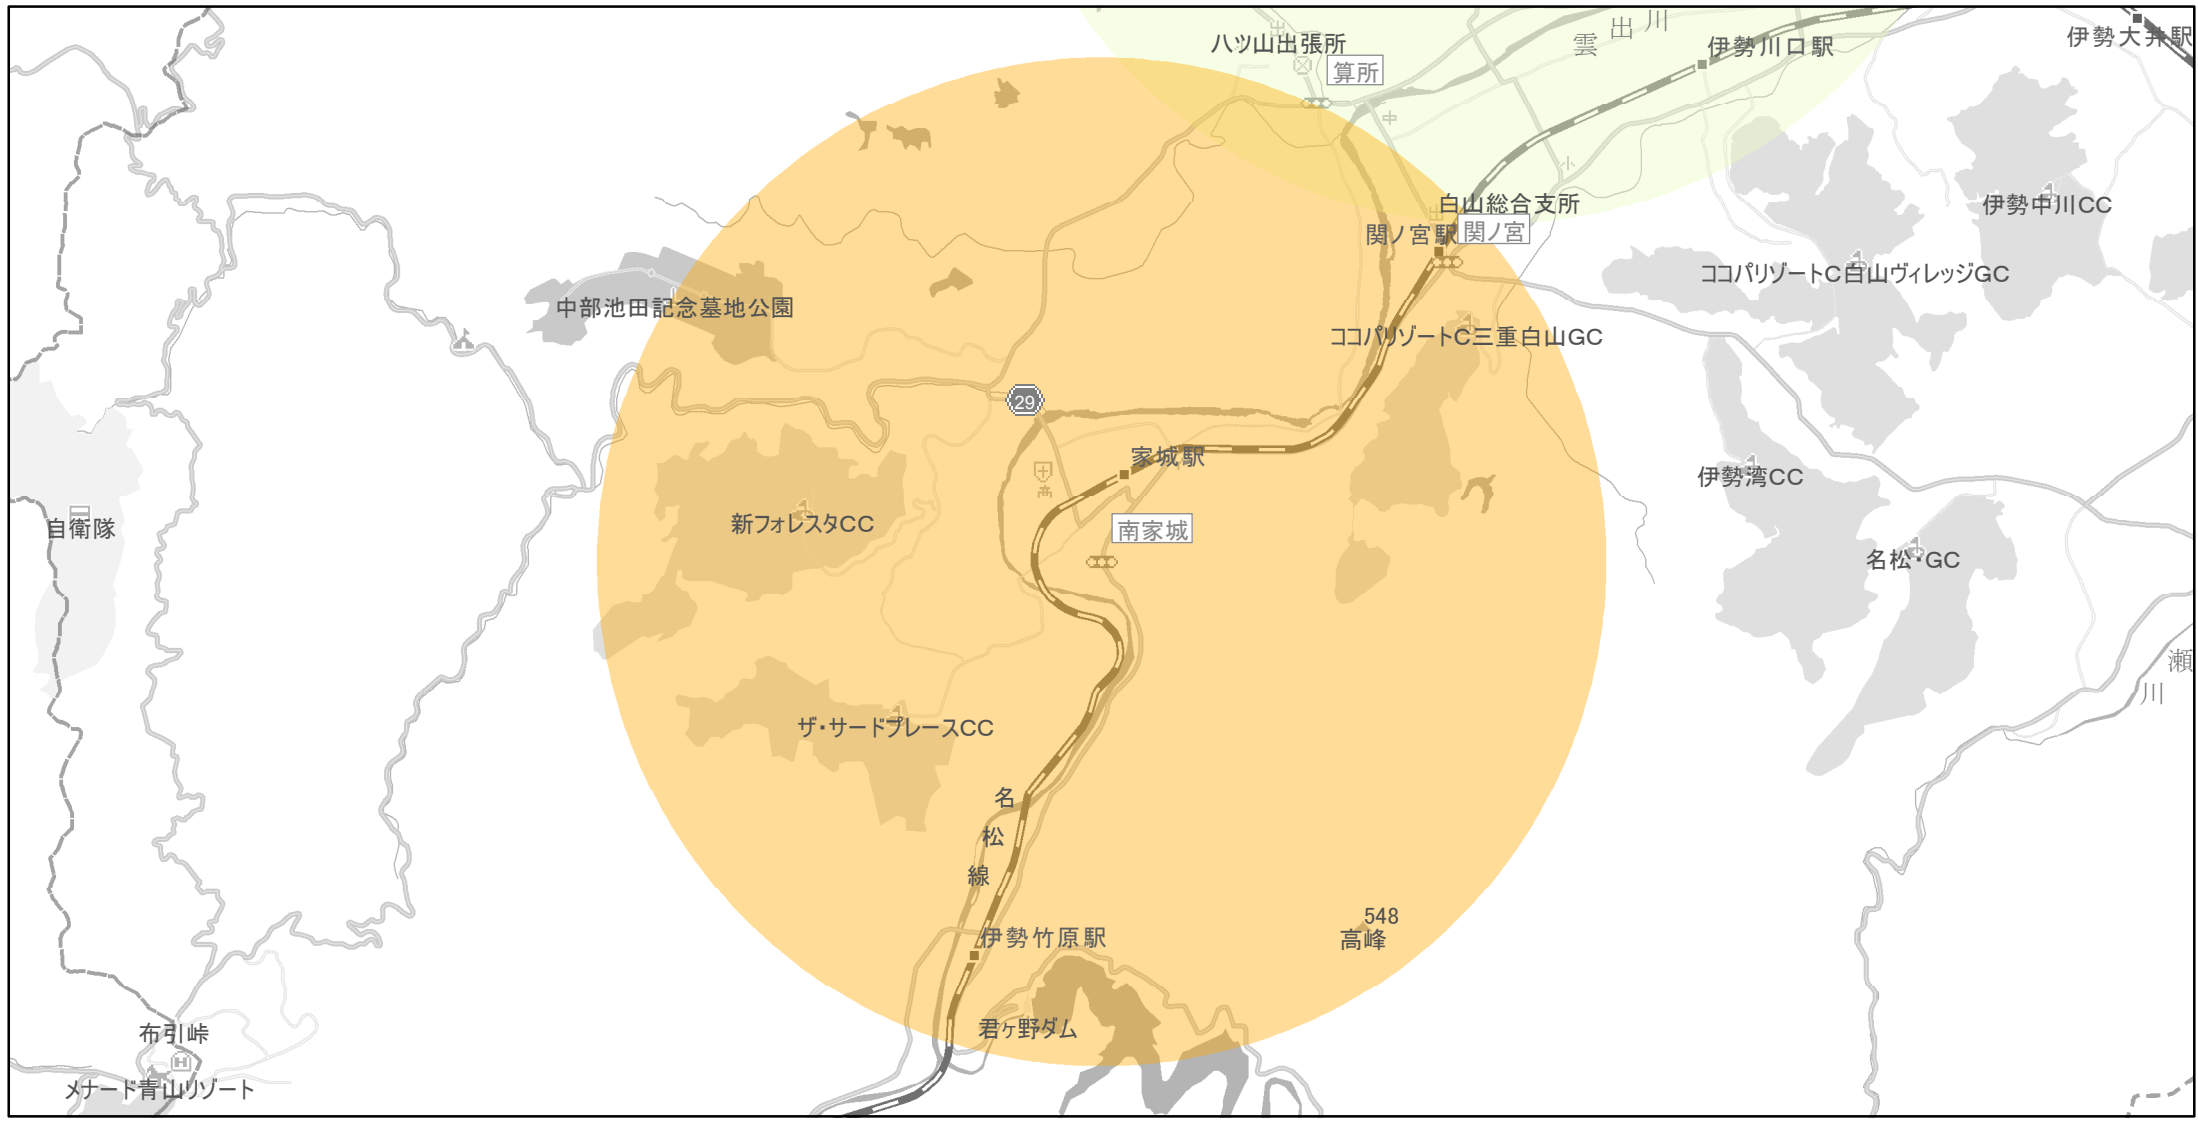 出
八ツ山出張所
算所
雲出川
伊勢川口駅
伊勢大井駅
中
小
白山総合支所
出
関ノ宮駅
関ノ宮
伊勢中川CC
ココパリゾートC白山ヴィレッジGC
中部池田記念墓地公園
ココパリゾートC三重白山GC
29
家城駅
高
伊勢湾CC
新フォレスタCC
自衛隊
南家城
名松・GC
瀬川
ザ・サードプレースCC
名松線
548
高峰
伊勢竹原駅
君ヶ野ダム
布引峠
H
メナード青山リゾート